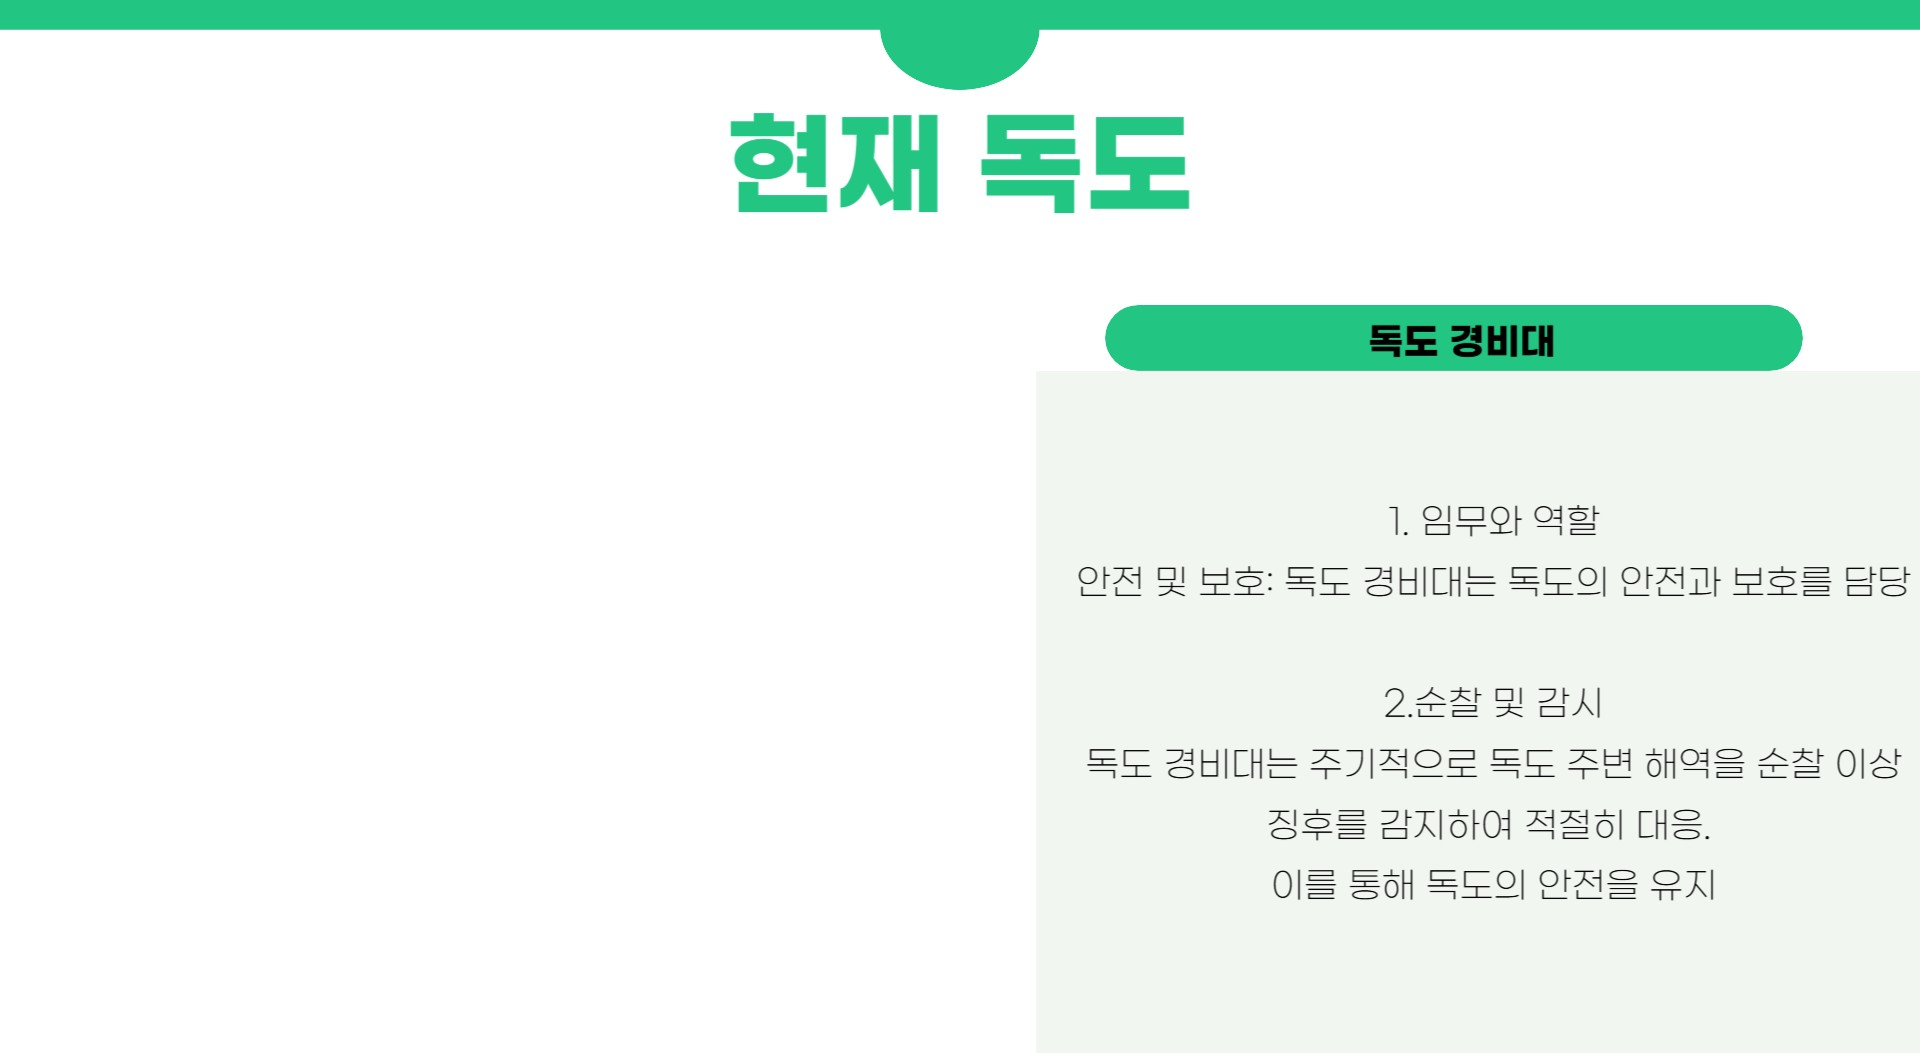 현재 독도
독도 경비대
1. 임무와 역할
안전 및 보호: 독도 경비대는 독도의 안전과 보호를 담당
2.순찰 및 감시
독도 경비대는 주기적으로 독도 주변 해역을 순찰 이상
징후를 감지하여 적절히 대응.
이를 통해 독도의 안전을 유지